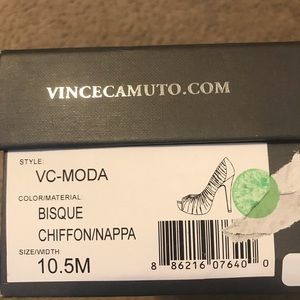 VINCECAMUTO.COM
STYLE:
VC-MODA
COLOR/MATERIAL
BISQUE
CHIFFON/NAPPA
SIZE/WIDTH
10.5M
8 86216 07640 0